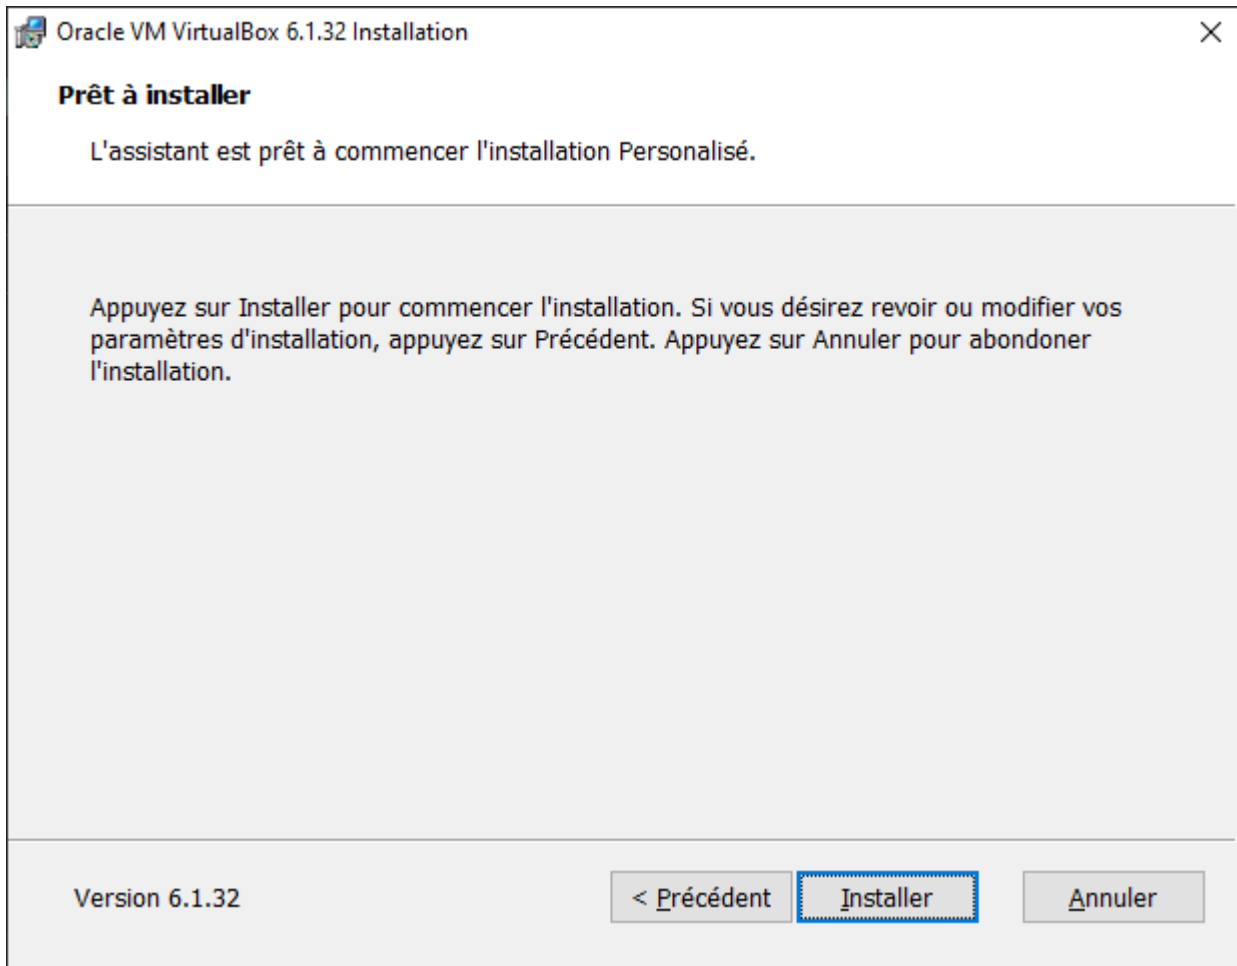 Oracle VM VirtualBox 6.1.32 Installation
Prêt à installer
L'assistant est prêt à commencer l'installation Personalisé.
Appuyez sur Installer pour commencer l'installation. Si vous désirez revoir ou modifier vos
paramètres d'installation, appuyez sur Précédent. Appuyez sur Annuler pour abondoner
l'installation.
Version 6.1.32
< Précédent
Installer
Annuler